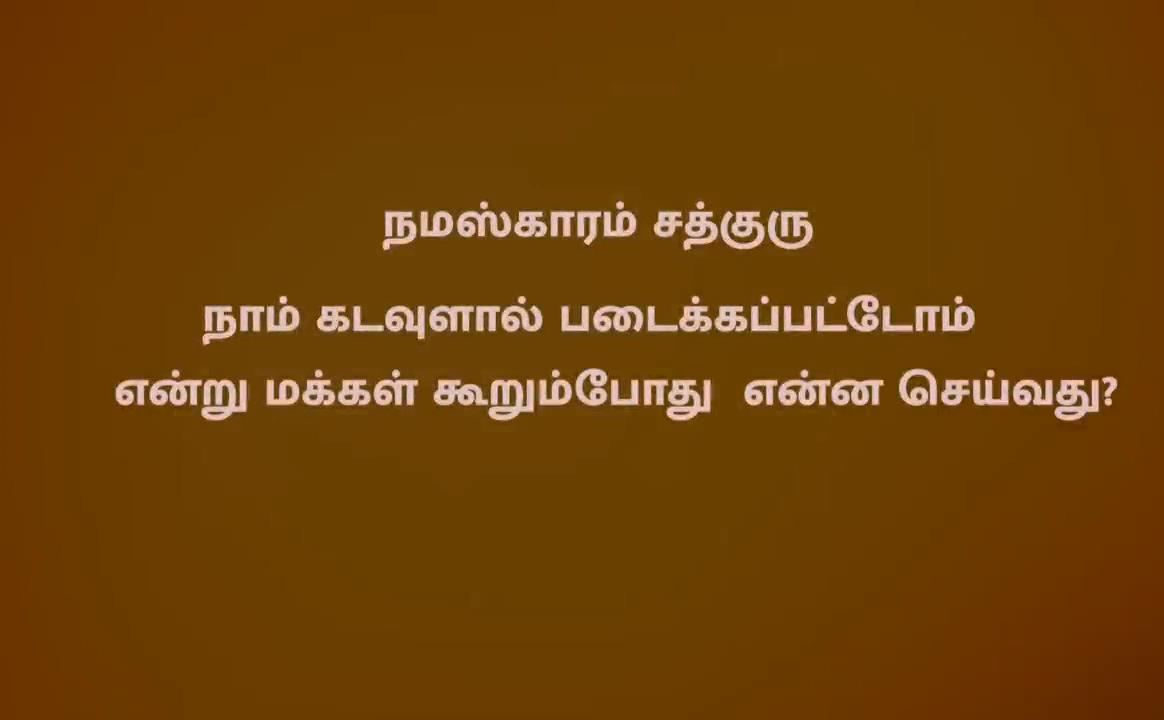 நமஸ்காரம் சத்குரு
நாம் கடவுளால் படைக்கப்பட்டோம்
என்று மக்கள் கூறும்போது என்ன செய்வது?